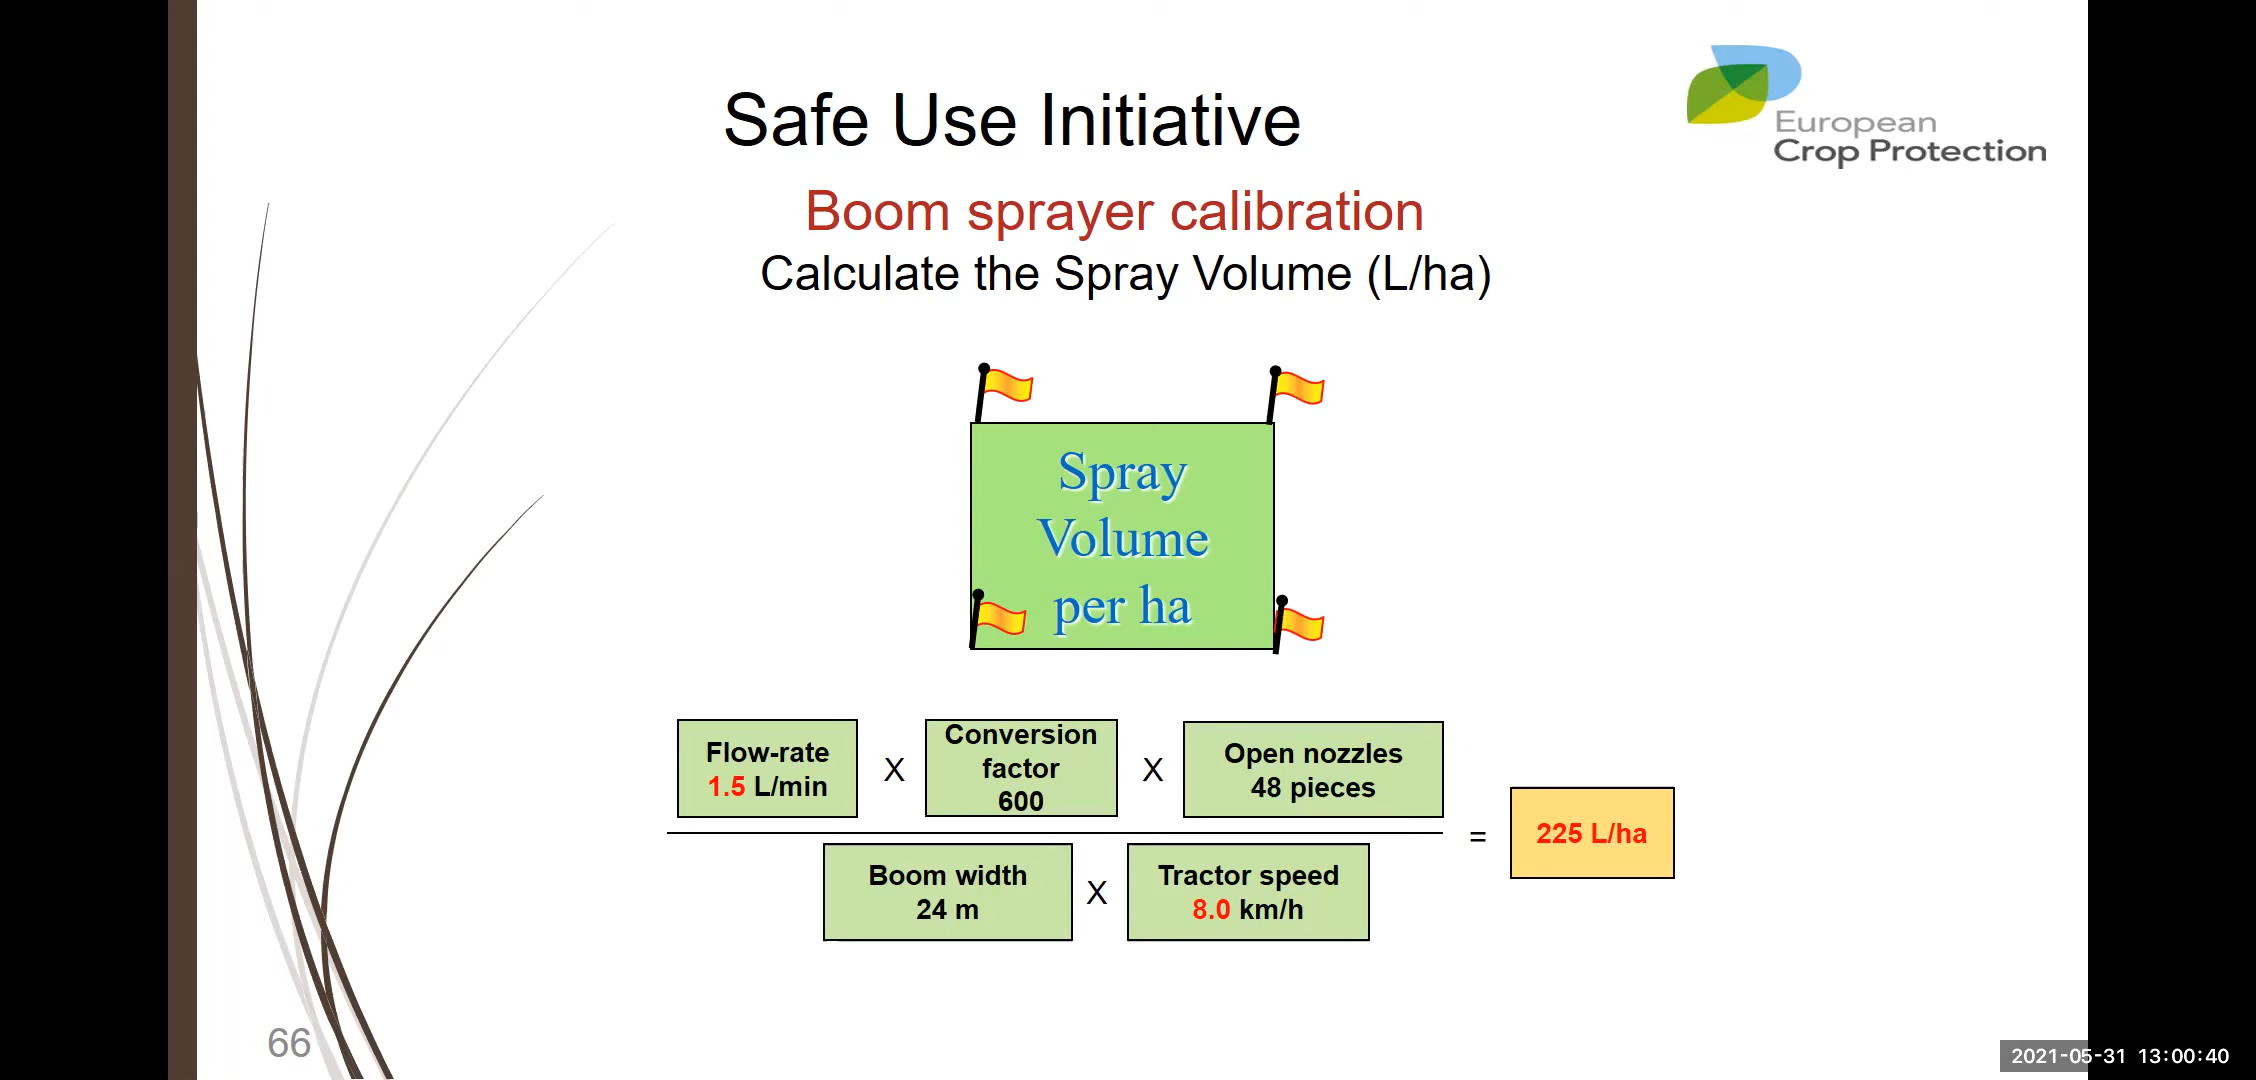 Safe Use Initiative
European
Crop Protection
Boom sprayer calibration
Calculate the Spray Volume (L/ha)
Spray
Volume
per ha
Flow-rate
1.5 L/min
X
Conversion
factor
600
X
Open nozzles
48 pieces
Boom width
24 m
X
Tractor speed
8.0 km/h
=
225 L/ha
66
2021-05-31 13:00:40